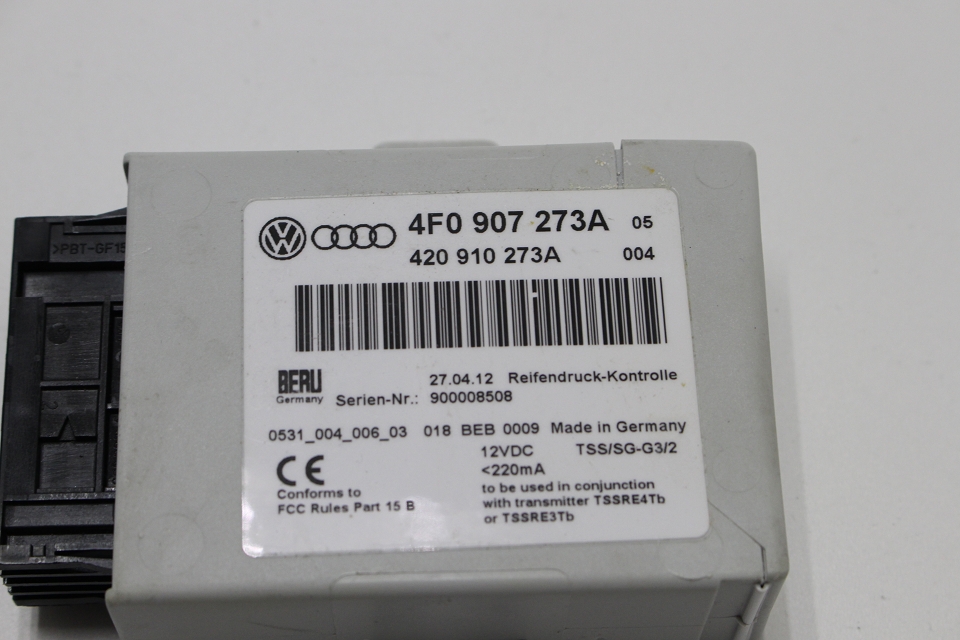 4F0 907 273A 05
420 910 273A 004
>PBT-GF15
BERU
Germany
27.04.12 Reifendruck-Kontrolle
Serien-Nr.: 900008508
0531_004_006_03 018 BEB 0009 Made in Germany
12VDC TSS/SG-G3/2
<220mA
CE
Conforms to
FCC Rules Part 15 B
to be used in conjunction
with transmitter TSSRE4Tb
or TSSRE3Tb